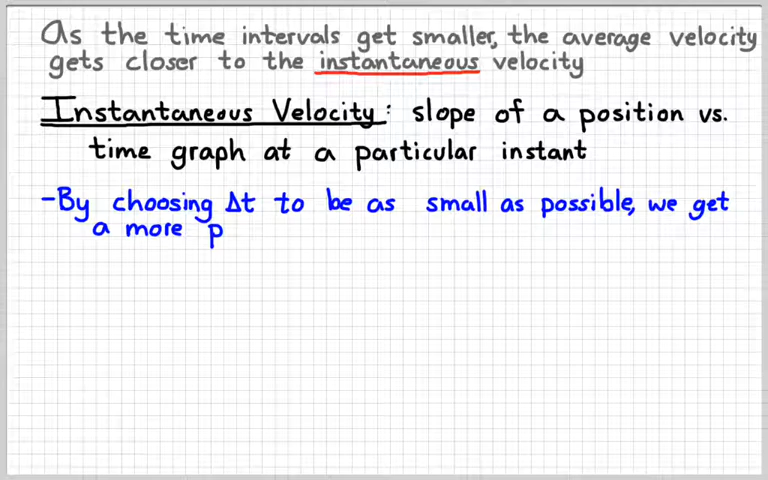 As the time intervals get smaller, the average velocity
gets closer to the instantaneous velocity
Instantaneous Velocity: slope of a position vs.
time graph at a particular instant
-By choosing Δt to be as small as possible, we get
a more p